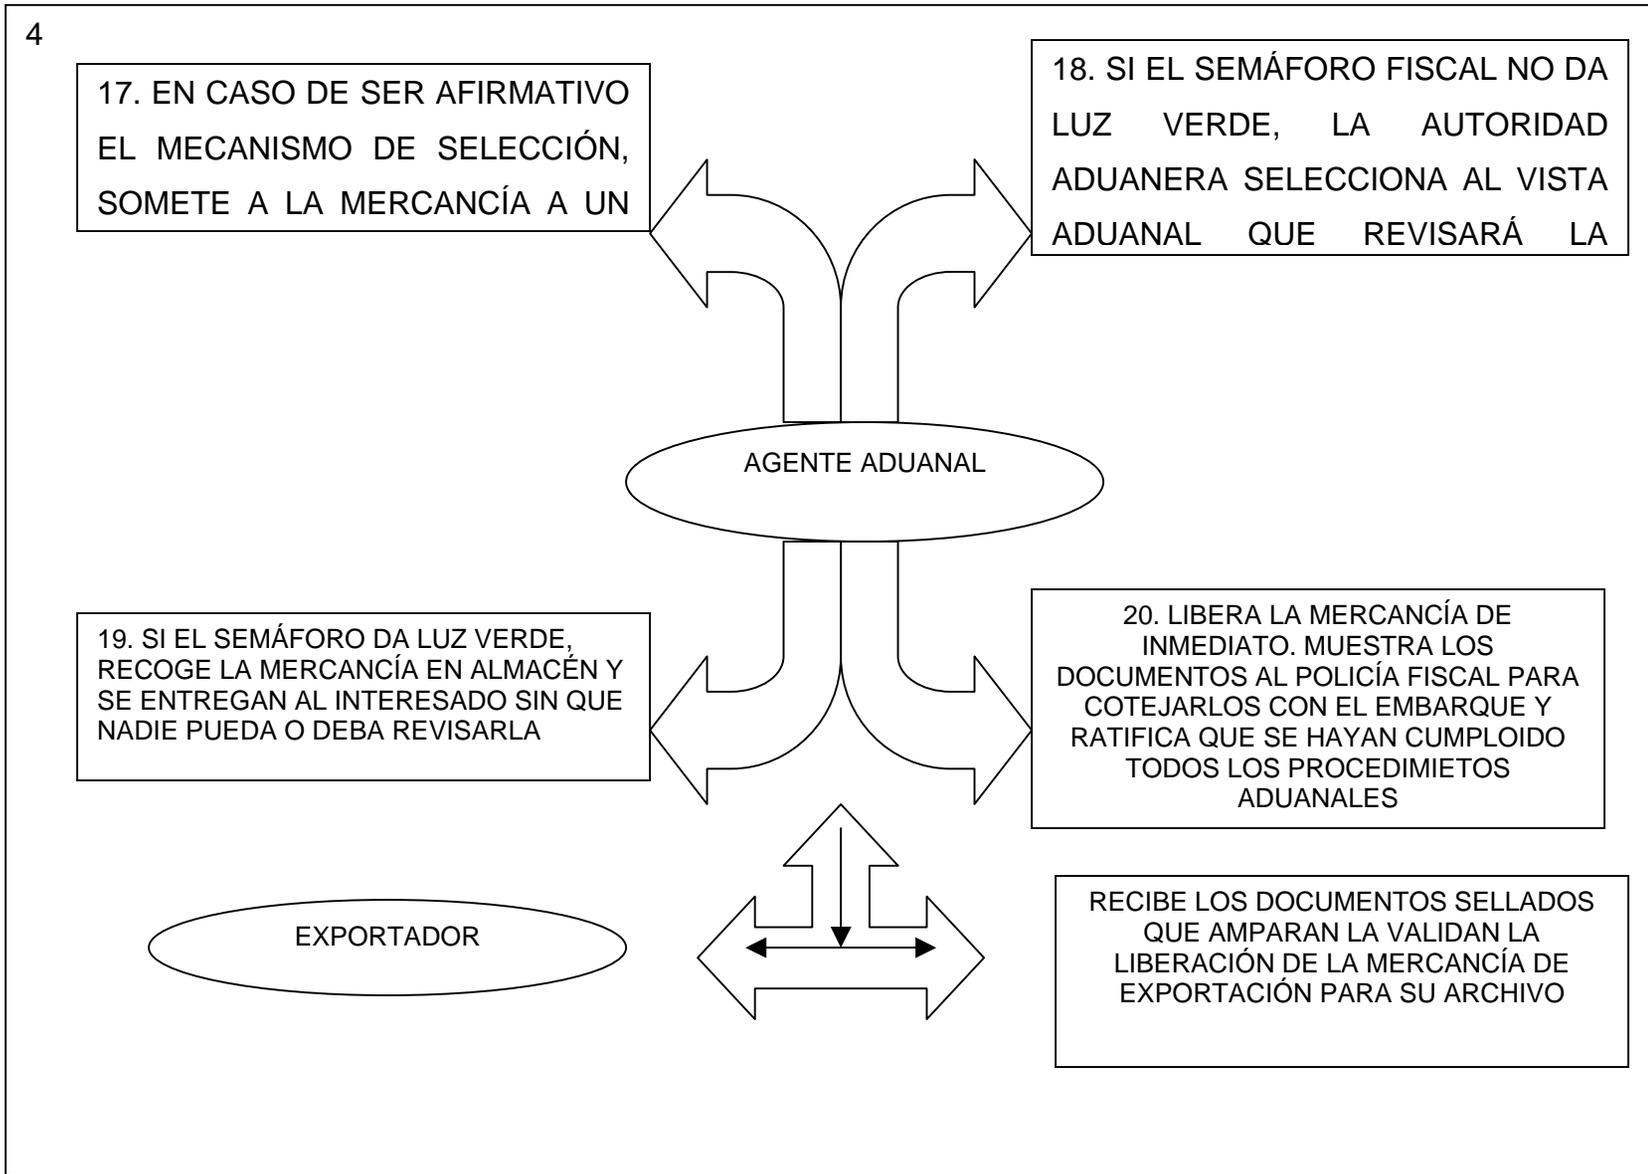 4
17. EN CASO DE SER AFIRMATIVO
EL MECANISMO DE SELECCIÓN,
SOMETE A LA MERCANCÍA A UN
18. SI EL SEMÁFORO FISCAL NO DA
LUZ VERDE, LA AUTORIDAD
ADUANERA SELECCIONA AL VISTA
ADUANAL QUE REVISARÁ LA
AGENTE ADUANAL
19. SI EL SEMÁFORO DA LUZ VERDE,
RECOGE LA MERCANCÍA EN ALMACÉN Y
SE ENTREGAN AL INTERESADO SIN QUE
NADIE PUEDA O DEBA REVISARLA
20. LIBERA LA MERCANCÍA DE
INMEDIATO. MUESTRA LOS
DOCUMENTOS AL POLICÍA FISCAL PARA
COTEJARLOS CON EL EMBARQUE Y
RATIFICA QUE SE HAYAN CUMPLOIDO
TODOS LOS PROCEDIMIETOS
ADUANALES
EXPORTADOR
RECIBE LOS DOCUMENTOS SELLADOS
QUE AMPARAN LA VALIDAN LA
LIBERACIÓN DE LA MERCANCÍA DE
EXPORTACIÓN PARA SU ARCHIVO